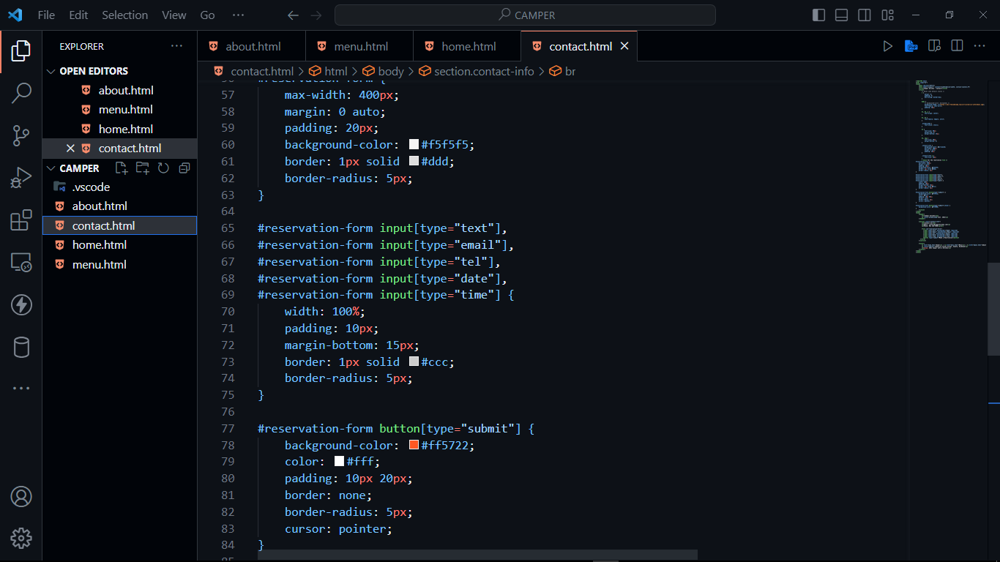 File Edit Selection View Go ··· CAMPER
EXPLORER ···
OPEN EDITORS
about.html
menu.html
home.html
contact.html
CAMPER
.vscode
about.html
contact.html
home.html
menu.html
about.html menu.html home.html contact.html
contact.html > html > body > section.contact-info > br
56 #reservation-form {
57 max-width: 400px;
58 margin: 0 auto;
59 padding: 20px;
60 background-color: #f5f5f5;
61 border: 1px solid #ddd;
62 border-radius: 5px;
63 }
64
65 #reservation-form input[type="text"],
66 #reservation-form input[type="email"],
67 #reservation-form input[type="tel"],
68 #reservation-form input[type="date"],
69 #reservation-form input[type="time"] {
70 width: 100%;
71 padding: 10px;
72 margin-bottom: 15px;
73 border: 1px solid #ccc;
74 border-radius: 5px;
75 }
76
77 #reservation-form button[type="submit"] {
78 background-color: #ff5722;
79 color: #fff;
80 padding: 10px 20px;
81 border: none;
82 border-radius: 5px;
83 cursor: pointer;
84 }
85